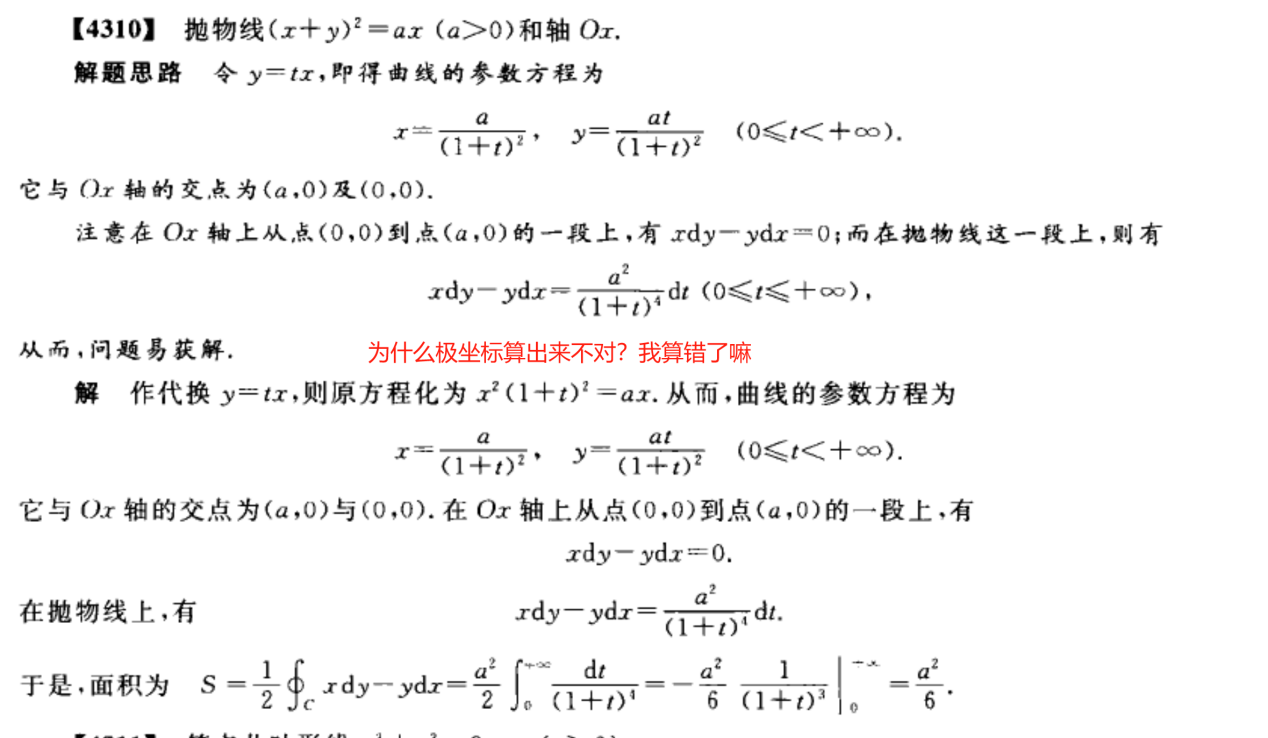 【4310】 抛物线(x+y)²=ax (a>0)和轴 Ox.
解题思路 令 y=tx,即得曲线的参数方程为
x=a/(1+t)², y=at/(1+t)² (0≤t<+∞).
它与 Ox 轴的交点为(a,0)及(0,0).
注意在 Ox 轴上从点(0,0)到点(a,0)的一段上,有 xdy-ydx=0;而在抛物线这一段上,则有
xdy-ydx=a²/(1+t)⁴ dt (0≤t≤+∞),
从而,问题易获解.
为什么极坐标算出来不对?我算错了嘛
解 作代换 y=tx,则原方程化为 x²(1+t)²=ax.从而,曲线的参数方程为
x=a/(1+t)², y=at/(1+t)² (0≤t<+∞).
它与 Ox 轴的交点为(a,0)与(0,0).在 Ox 轴上从点(0,0)到点(a,0)的一段上,有
xdy-ydx=0.
在抛物线上,有 xdy-ydx=a²/(1+t)⁴ dt.
于是,面积为 S=1/2∮_C xdy-ydx=a²/2 ∫₀^{+∞} dt/(1+t)⁴=-a²/6 1/(1+t)³|₀^{+∞}=a²/6.